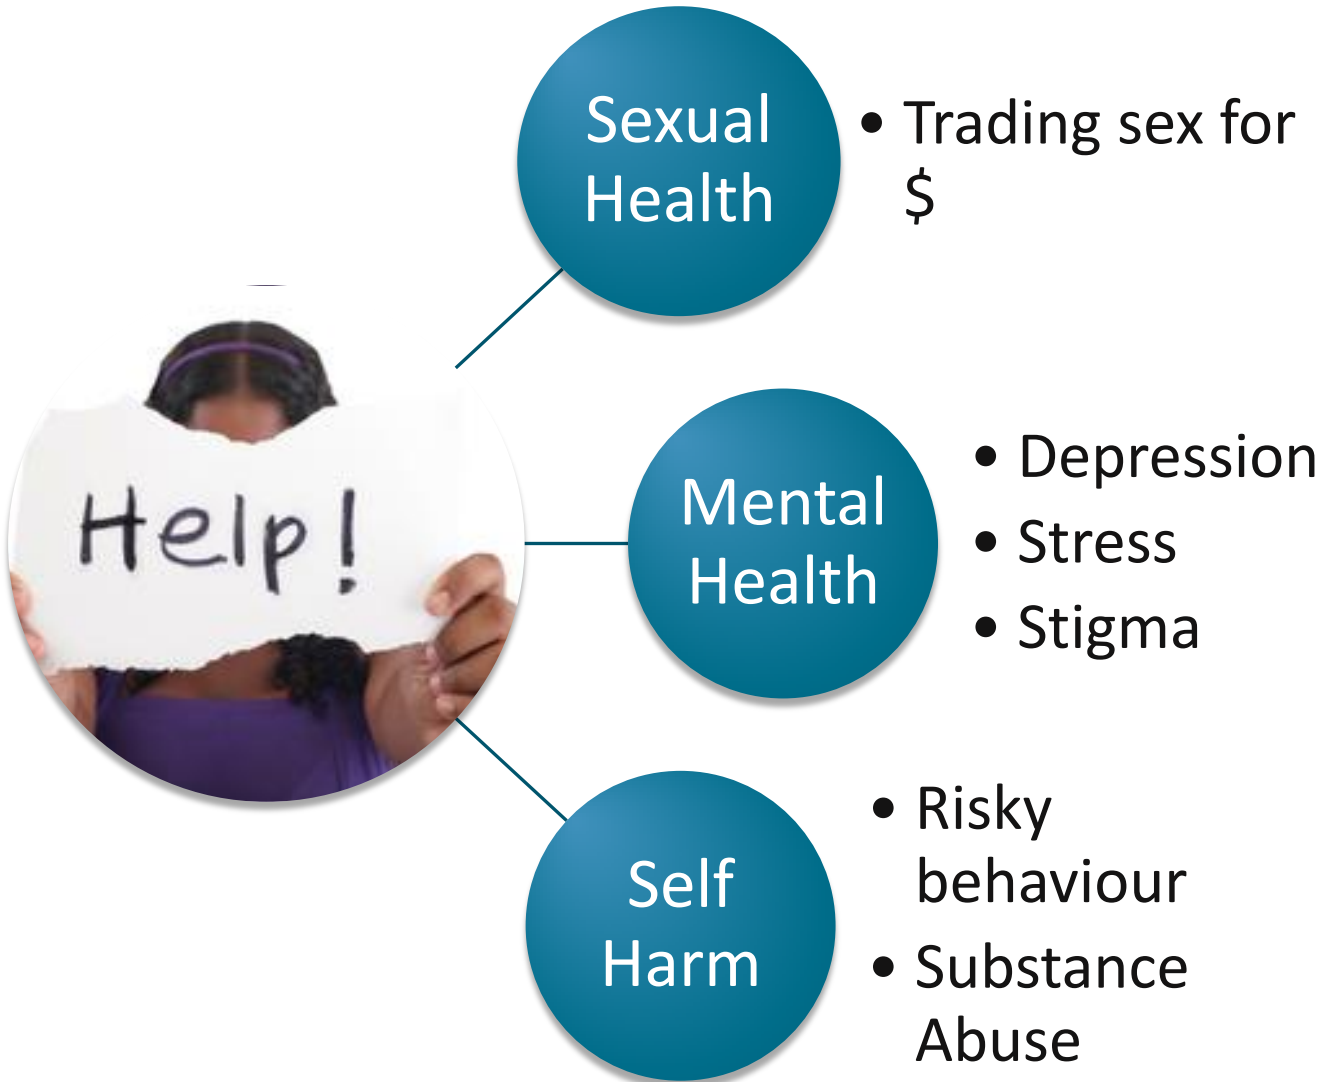 Sexual
Health
• Trading sex for
$
Help!
Mental
Health
• Depression
• Stress
• Stigma
Self
Harm
• Risky
behaviour
• Substance
Abuse